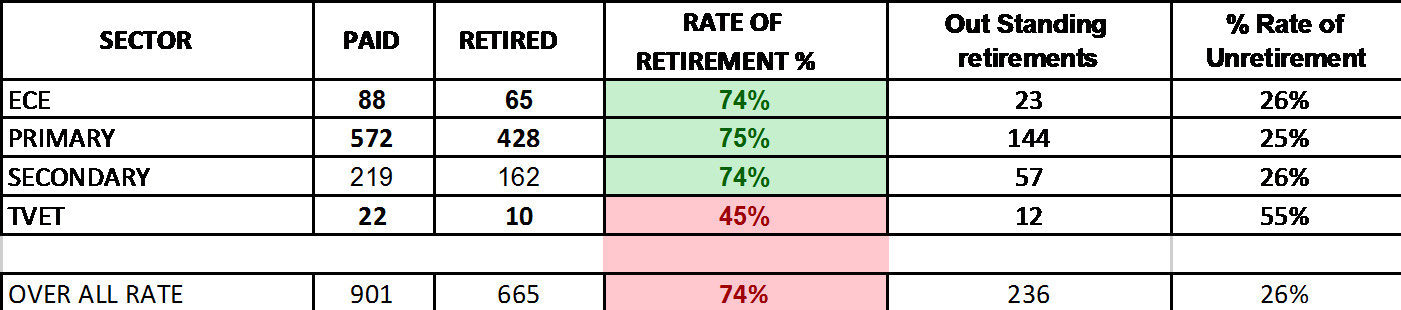 SECTOR PAID RETIRED RATE OF RETIREMENT % Out Standing retirements % Rate of Unretirement
ECE 88 65 74% 23 26%
PRIMARY 572 428 75% 144 25%
SECONDARY 219 162 74% 57 26%
TVET 22 10 45% 12 55%
OVER ALL RATE 901 665 74% 236 26%